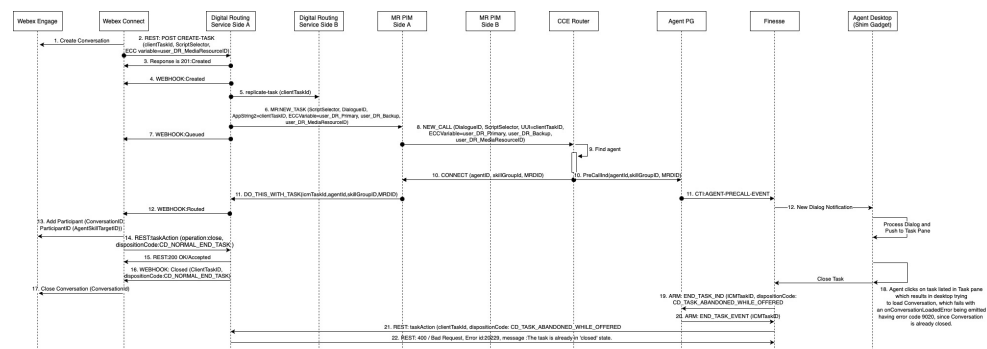 Webex Engage
Webex Connect
Digital Routing
Service Side A
Digital Routing
Service Side B
MR PIM
Side A
MR PIM
Side B
CCE Router
Agent PG
Finesse
Agent Desktop
(Shim Gadget)
1. Create Conversation
2. REST: POST CREATE-TASK
(clientTaskId, ScriptSelector,
ECC variable=user_DR_MediaResourceID)
3. Response is 201:Created
4. WEBHOOK:Created
5. replicate-task (clientTaskId)
6. MR:NEW_TASK (ScriptSelector, DialogueID,
AppString2=clientTaskId, ECCVariable=user_DR_Primary, user_DR_Backup,
user_DR_MediaResourceID)
7. WEBHOOK:Queued
8. NEW_CALL (DialogueID, ScriptSelector, UUI=clientTaskID,
ECCVariable=user_DR_Primary, user_DR_Backup,
user_DR_MediaResourceID)
9. Find agent
10. CONNECT (agentID, skillGroupId, MRDID)
10. PreCallInd(agentId,skillGroupID, MRDID)
11. DO_THIS_WITH_TASK(icmTaskId,agentId,skillGroupID,MRDID)
11. CTI:AGENT-PRECALL-EVENT
12. WEBHOOK:Routed
12. New Dialog Notification
13. Add Participant (ConversationID,
ParticipantID (AgentSkillTargetID))
Process Dialog and
Push to Task Pane
14. REST:taskAction (operation:close,
dispositionCode:CD_NORMAL_END_TASK)
15. REST:200 OK/Accepted
16. WEBHOOK: Closed (ClientTaskID,
dispositionCode:CD_NORMAL_END_TASK)
Close Task
17. Close Conversation (ConversationId)
18. Agent clicks on task listed in Task pane
which results in desktop trying
to load Conversation, which fails with
an onConversationLoadedError being emitted
having error code 9020, since Conversation
is already closed.
19. ARM: END_TASK_IND (ICMTaskID, dispositionCode:
CD_TASK_ABANDONED_WHILE_OFFERED
20. ARM: END_TASK_EVENT (ICMTaskID)
21. REST: taskAction (clientTaskId, dispositionCode: CD_TASK_ABANDONED_WHILE_OFFERED
22. REST: 400 / Bad Request, Error id:20229, message :The task is already in 'closed' state.